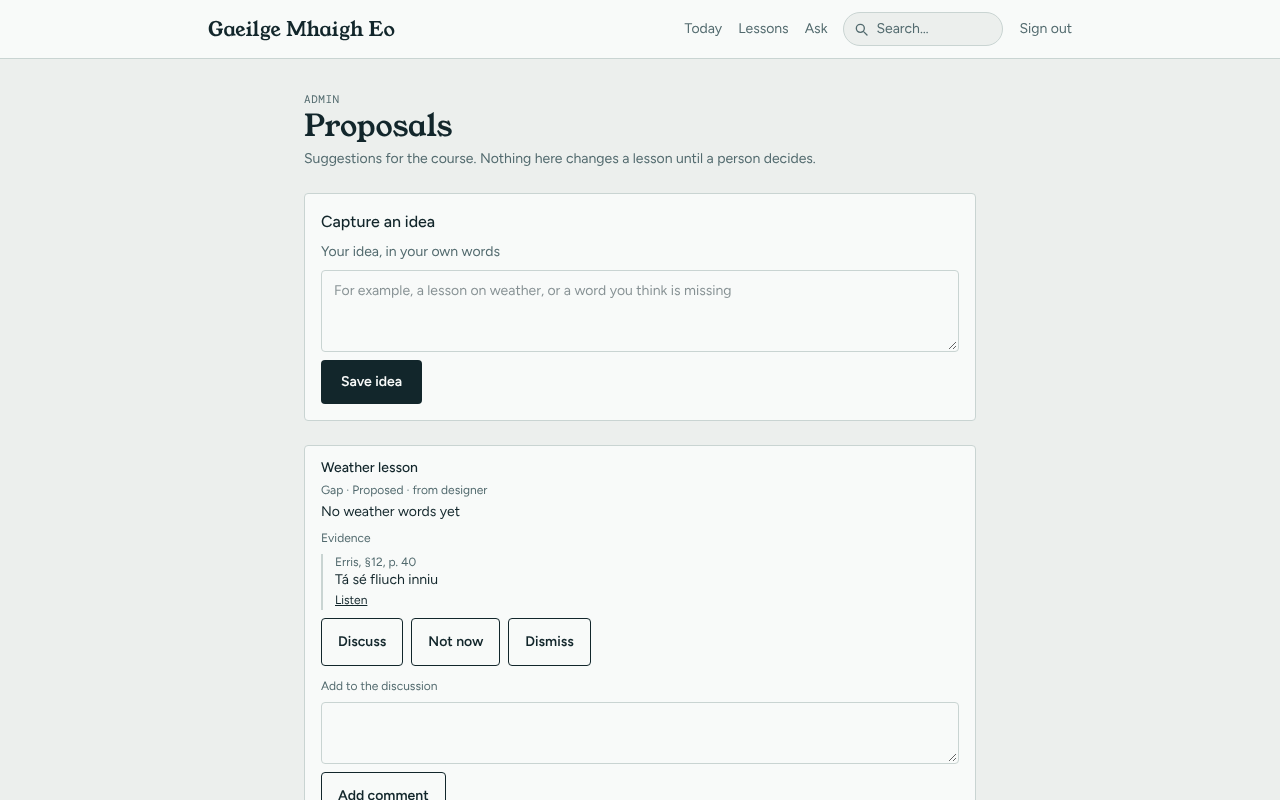 Gaeilge Mhaigh Eo
Today
Lessons
Ask
Search...
Sign out
ADMIN
Proposals
Suggestions for the course. Nothing here changes a lesson until a person decides.
Capture an idea
Your idea, in your own words
For example, a lesson on weather, or a word you think is missing
Save idea
Weather lesson
Gap · Proposed · from designer
No weather words yet
Evidence
Erris, §12, p. 40
Tá sé fliuch inniu
Listen
Discuss
Not now
Dismiss
Add to the discussion
Add comment